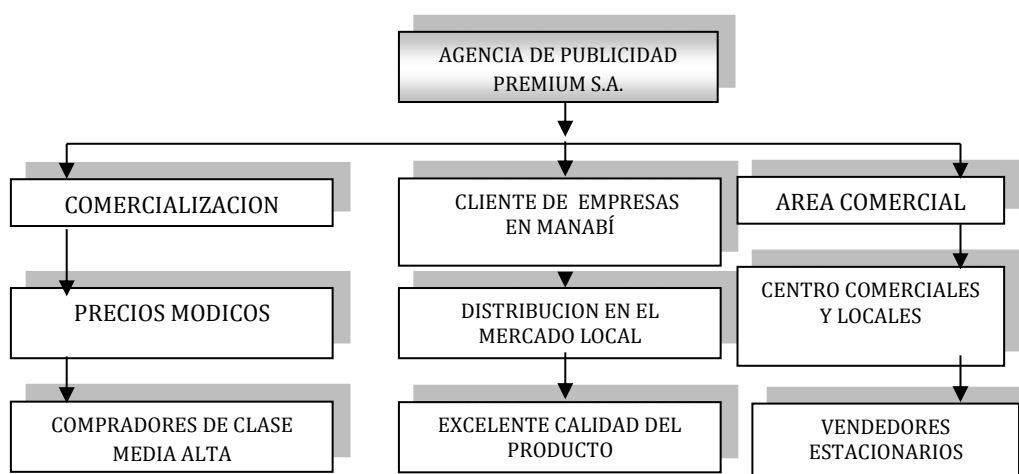 AGENCIA DE PUBLICIDAD
PREMIUM S.A.
COMERCIALIZACION
CLIENTE DE EMPRESAS
EN MANABÍ
AREA COMERCIAL
PRECIOS MODICOS
DISTRIBUCION EN EL
MERCADO LOCAL
CENTRO COMERCIALES
Y LOCALES
COMPRADORES DE CLASE
MEDIA ALTA
EXCELENTE CALIDAD DEL
PRODUCTO
VENDEDORES
ESTACIONARIOS